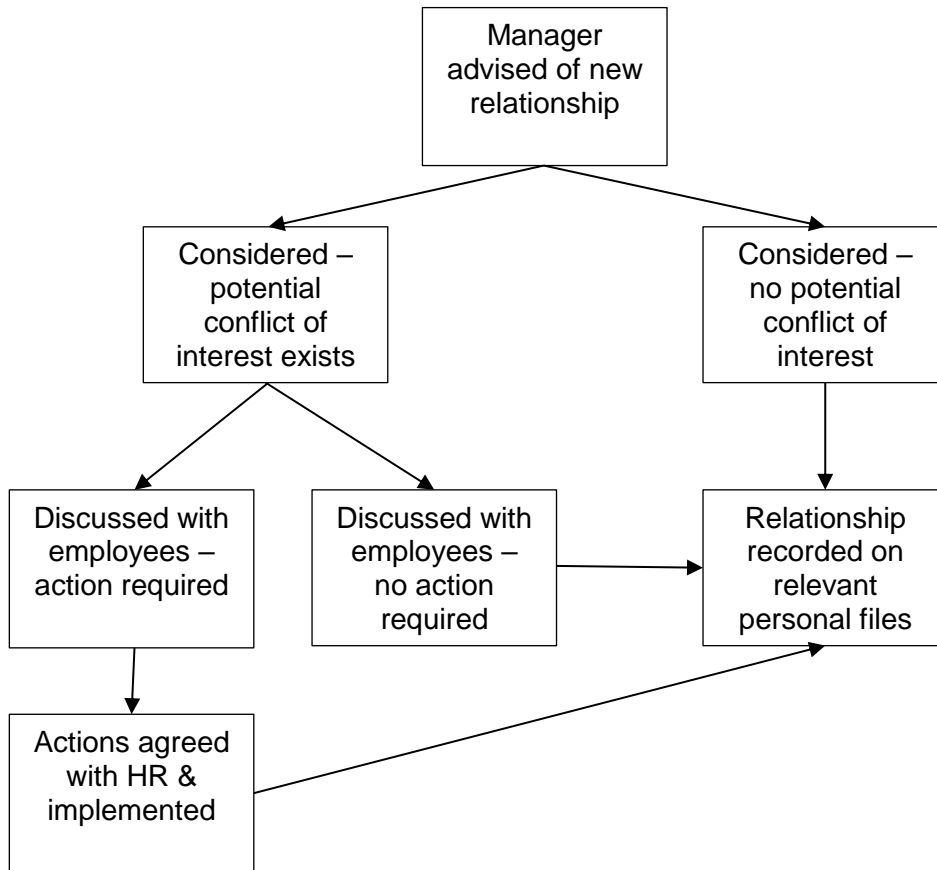 Manager
advised of new
relationship
Considered –
potential
conflict of
interest exists
Considered –
no potential
conflict of
interest
Discussed with
employees –
action required
Discussed with
employees –
no action
required
Relationship
recorded on
relevant
personal files
Actions agreed
with HR &
implemented